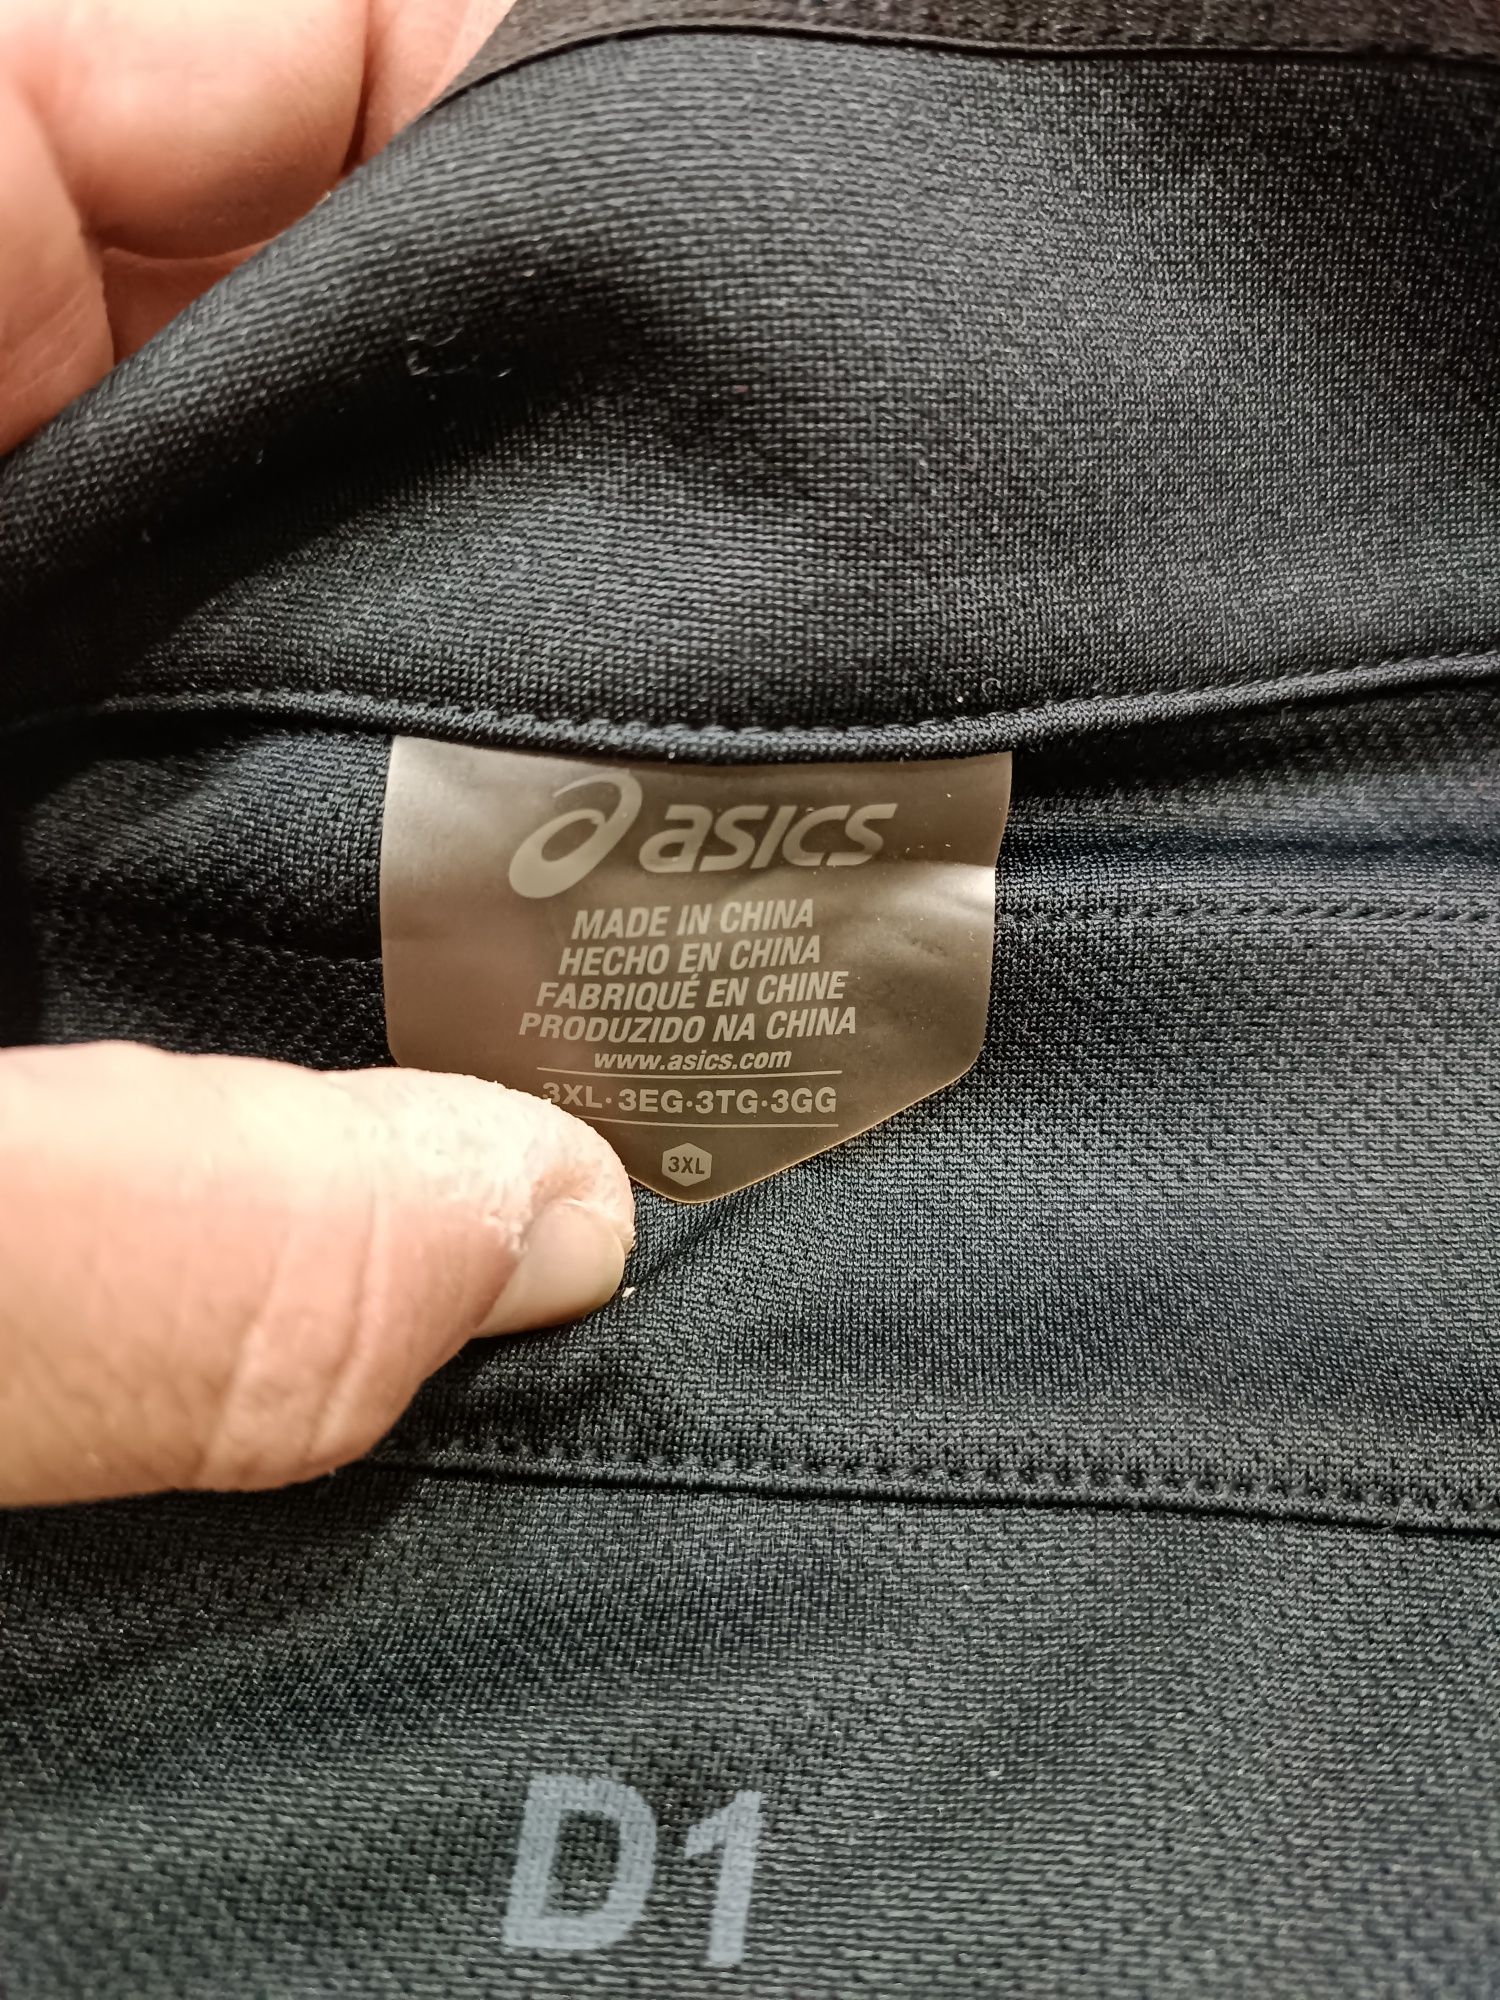 asics
MADE IN CHINA
HECHO EN CHINA
FABRIQUÉ EN CHINE
PRODUZIDO NA CHINA
www.asics.com
3XL·3EG·3TG·3GG
3XL
D1